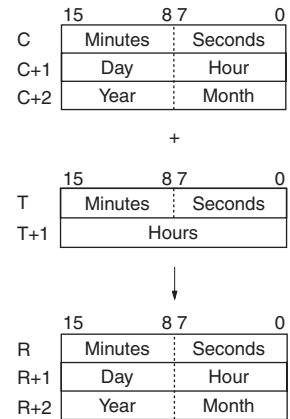 15 8 7 0
C Minutes Seconds
C+1 Day Hour
C+2 Year Month
+
15 8 7 0
T Minutes Seconds
T+1 Hours
15 8 7 0
R Minutes Seconds
R+1 Day Hour
R+2 Year Month